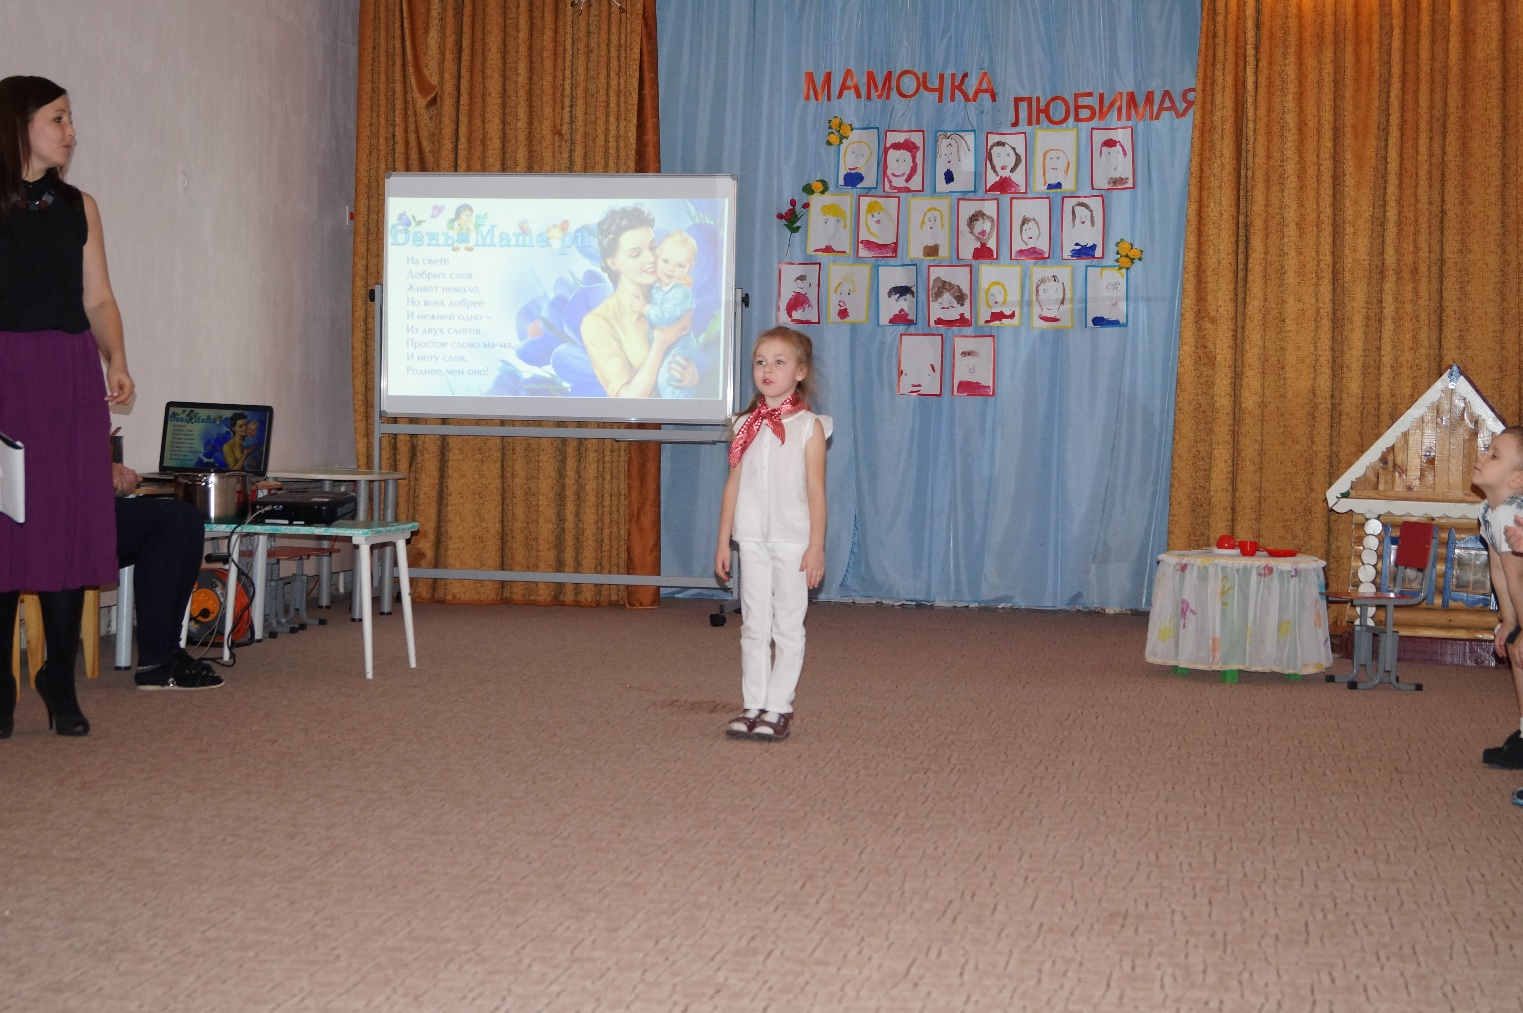 МАМОЧКА
ЛЮБИМАЯ
День Матери
На свете
Добрых слов
Живёт немало,
Но всех добрее
И нежней одно -
Из двух слогов
Простое слово ма-ма,
И нету слов,
Роднее, чем оно!